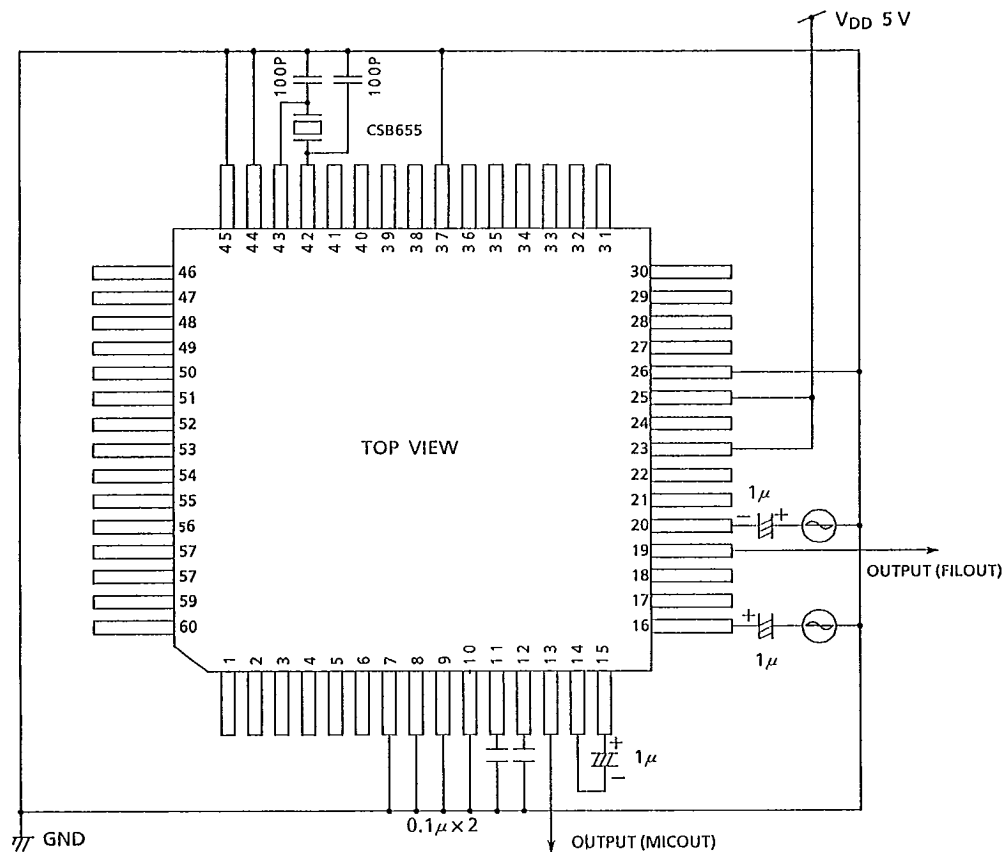 V_DD 5 V
100P
100P
CSB655
45 44 43 42 41 40 39 38 37 36 35 34 33 32 31
46
47
48
49
50
51
52
53
54
55
56
57
57
59
60
TOP VIEW
30
29
28
27
26
25
24
23
22
21
20
19
18
17
16
1μ
− +
OUTPUT (FILOUT)
+
1μ
1 2 3 4 5 6 7 8 9 10 11 12 13 14 15
+
1μ
−
0.1μ×2
GND
OUTPUT (MICOUT)